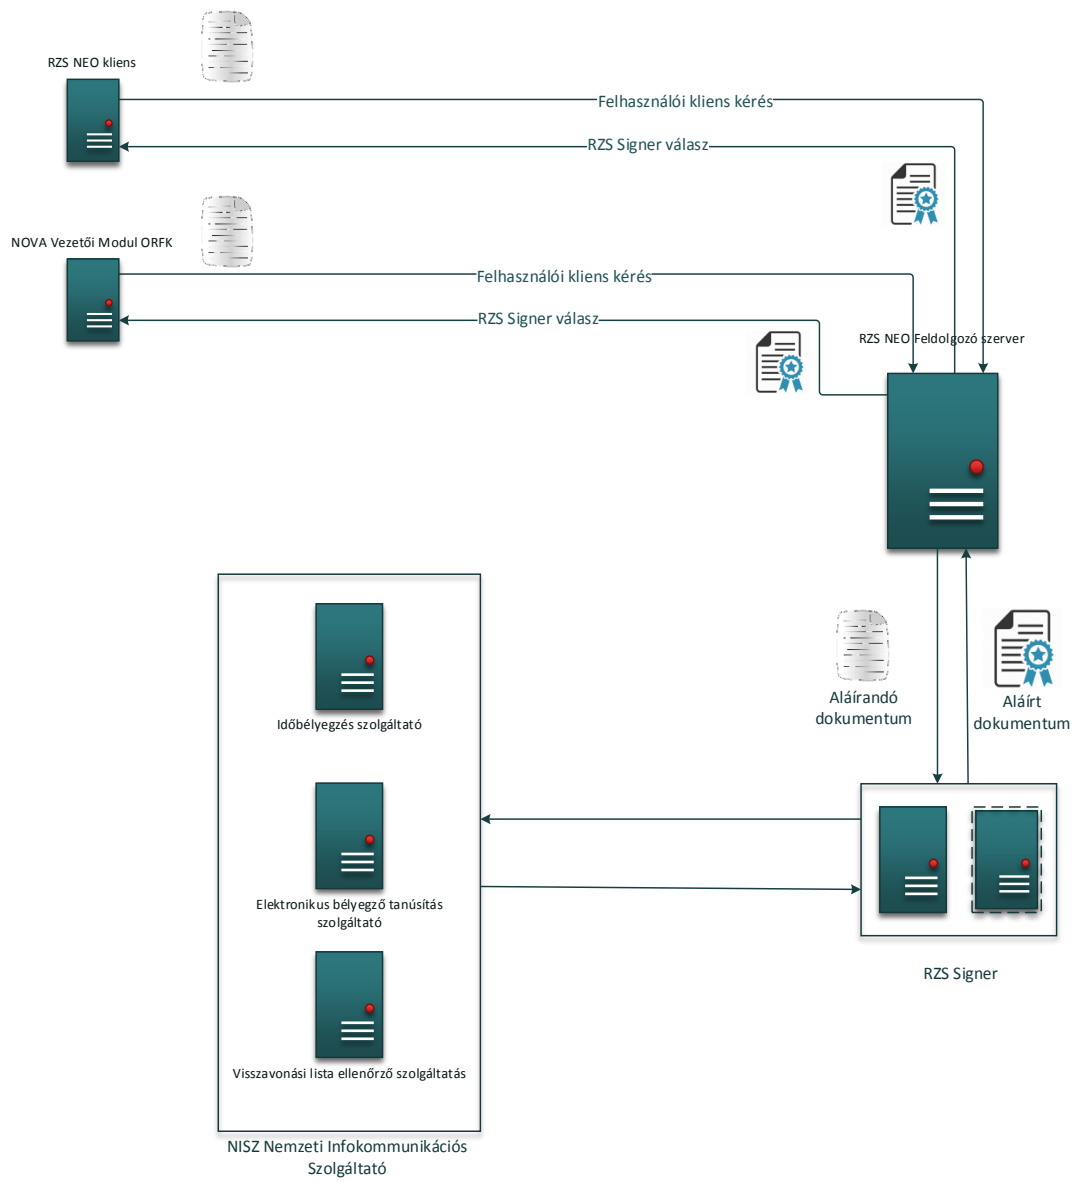 RZS NEO kliens
Felhasználói kliens kérés
RZS Signer válasz
NOVA Vezetői Modul ORFK
Felhasználói kliens kérés
RZS Signer válasz
RZS NEO Feldolgozó szerver
Aláírandó
dokumentum
Aláírt
dokumentum
Időbélyegzés szolgáltató
Elektronikus bélyegző tanúsítás
szolgáltató
RZS Signer
Visszavonási lista ellenőrző szolgáltatás
NISZ Nemzeti Infokommunikációs
Szolgáltató